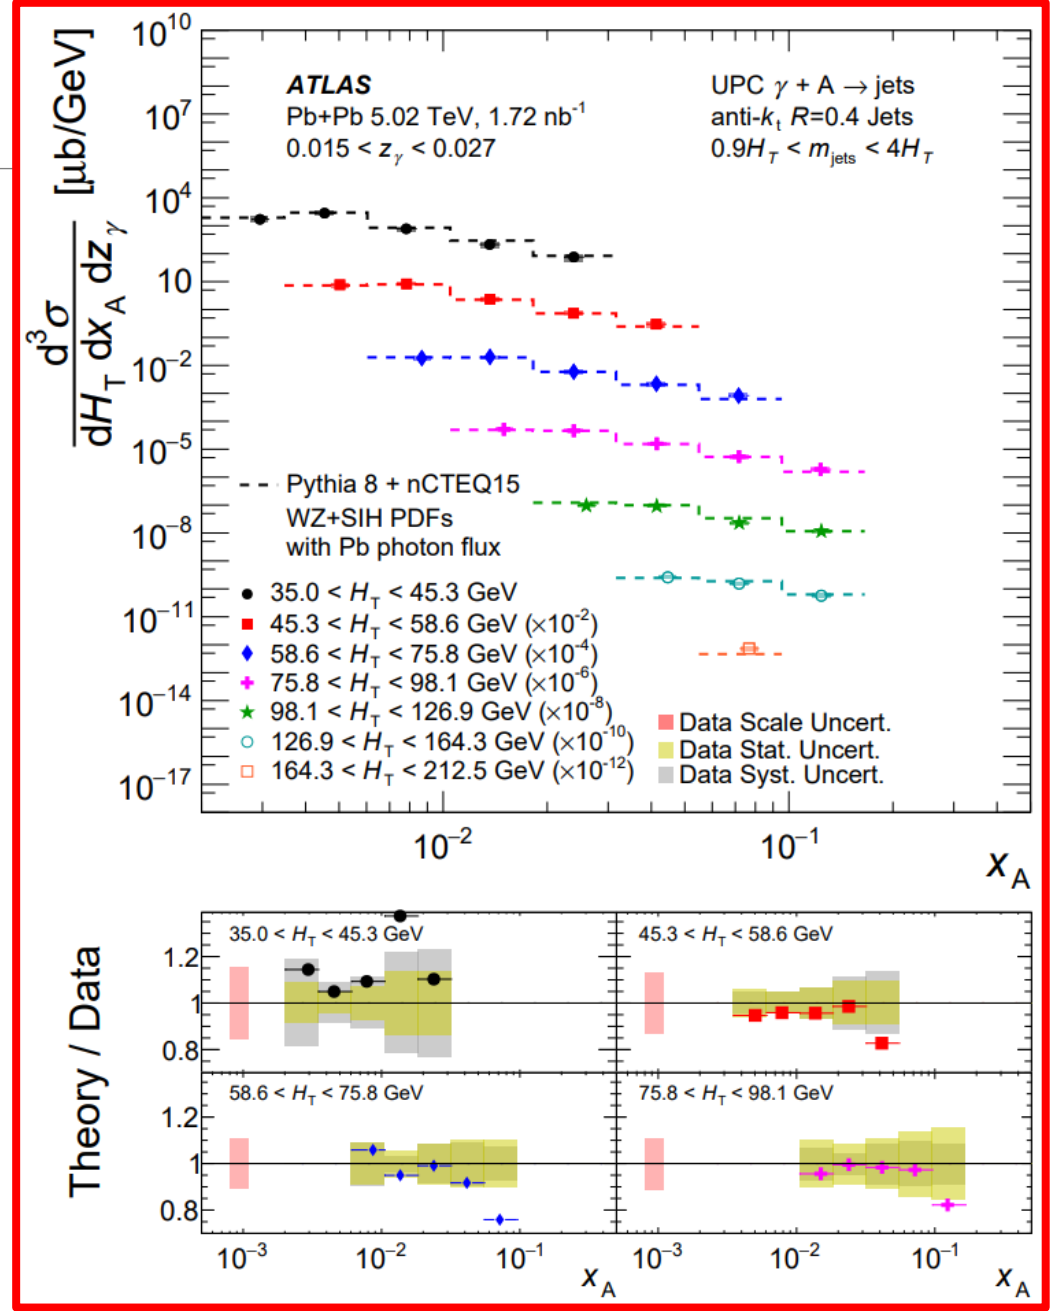 d³σ / dH_T dx_A dz_γ [μb/GeV]
10¹⁰
10⁷
10⁴
10
10⁻²
10⁻⁵
10⁻⁸
10⁻¹¹
10⁻¹⁴
10⁻¹⁷
ATLAS
Pb+Pb 5.02 TeV, 1.72 nb⁻¹
0.015 < z_γ < 0.027
UPC γ + A → jets
anti-k_t R=0.4 Jets
0.9H_T < m_jets < 4H_T
Pythia 8 + nCTEQ15
WZ+SIH PDFs
with Pb photon flux
35.0 < H_T < 45.3 GeV
45.3 < H_T < 58.6 GeV (×10⁻²)
58.6 < H_T < 75.8 GeV (×10⁻⁴)
75.8 < H_T < 98.1 GeV (×10⁻⁶)
98.1 < H_T < 126.9 GeV (×10⁻⁸)
126.9 < H_T < 164.3 GeV (×10⁻¹⁰)
164.3 < H_T < 212.5 GeV (×10⁻¹²)
Data Scale Uncert.
Data Stat. Uncert.
Data Syst. Uncert.
10⁻² 10⁻¹
x_A
Theory / Data
35.0 < H_T < 45.3 GeV
45.3 < H_T < 58.6 GeV
1.2
1
0.8
58.6 < H_T < 75.8 GeV
75.8 < H_T < 98.1 GeV
1.2
1
0.8
10⁻³ 10⁻² 10⁻¹ 10⁻³ 10⁻² 10⁻¹
x_A x_A